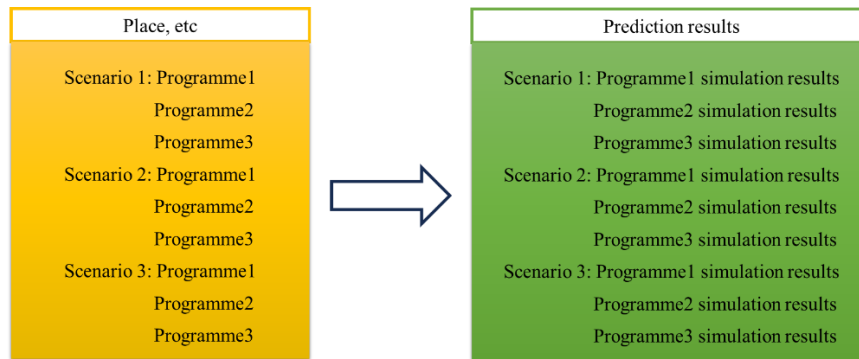 Place, etc
Scenario 1: Programme1
Programme2
Programme3
Scenario 2: Programme1
Programme2
Programme3
Scenario 3: Programme1
Programme2
Programme3
Prediction results
Scenario 1: Programme1 simulation results
Programme2 simulation results
Programme3 simulation results
Scenario 2: Programme1 simulation results
Programme2 simulation results
Programme3 simulation results
Scenario 3: Programme1 simulation results
Programme2 simulation results
Programme3 simulation results